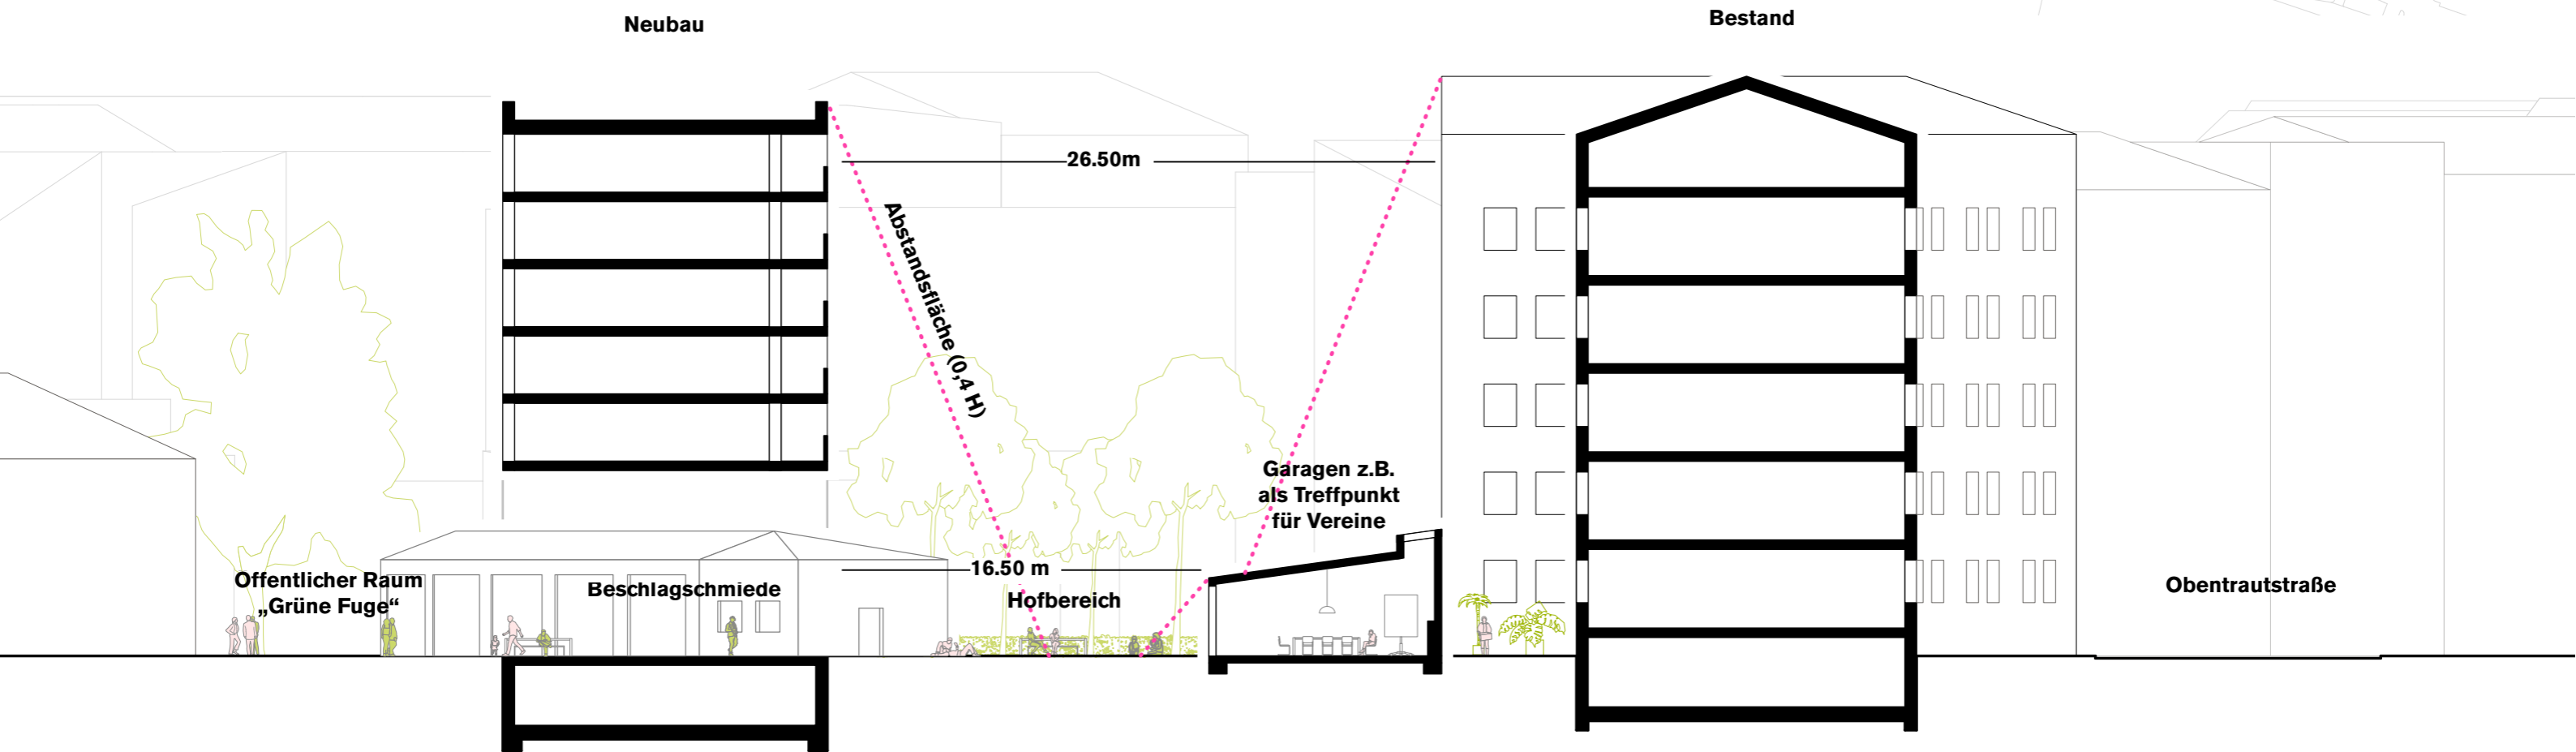 Neubau
Bestand
26.50m
Abstandsfläche (0,4 H)
Garagen z.B.
als Treffpunkt
für Vereine
16.50 m
Offentlicher Raum
„Grüne Fuge“
Beschlagschmiede
Hofbereich
Obentrautstraße